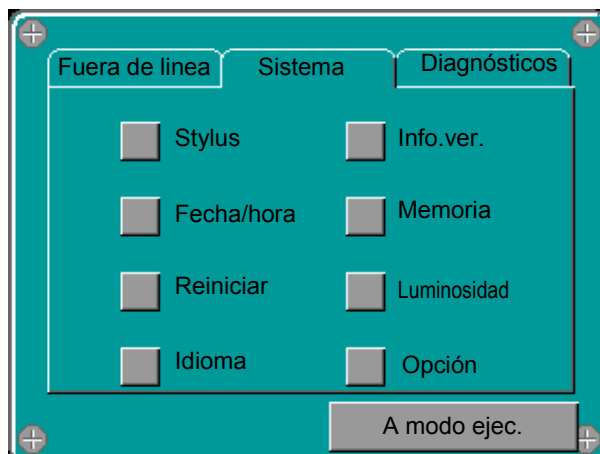 Fuera de linea Sistema Diagnósticos
Stylus Info.ver.
Fecha/hora Memoria
Reiniciar Luminosidad
Idioma Opción
A modo ejec.